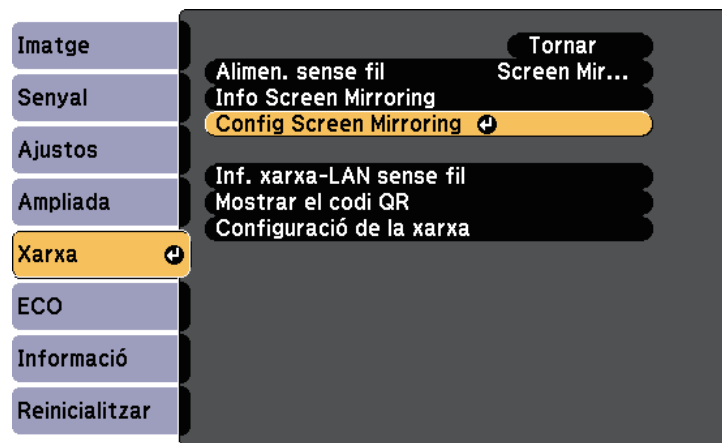 Imatge
Senyal
Ajustos
Ampliada
Xarxa
ECO
Informació
Reinicialitzar
Tornar
Alimen. sense fil Screen Mir...
Info Screen Mirroring
Config Screen Mirroring
Inf. xarxa-LAN sense fil
Mostrar el codi QR
Configuració de la xarxa